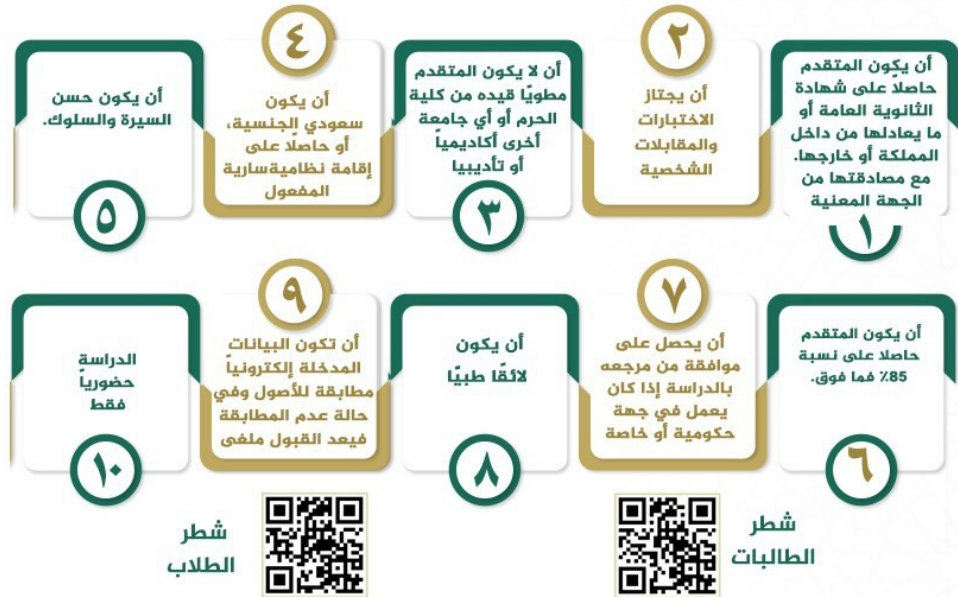 أن يكون المتقدم
حاصلاً على شهادة
الثانوية العامة أو
ما يعادلها من داخل
المملكة أو خارجها.
مع مصادقتها من
الجهة المعنية
١
٢
أن يجتاز
الاختبارات
والمقابلات
الشخصية
أن لا يكون المتقدم
مطويًا قيده من كلية
الحرم أو أي جامعة
أخرى أكاديمياً
أو تأديبيا
٣
٤
أن يكون
سعودي الجنسية،
أو حاصلًا على
إقامة نظاميةسارية
المفعول
أن يكون حسن
السيرة والسلوك.
٥
أن يكون المتقدم
حاصلا على نسبة
85٪ فما فوق.
٦
٧
أن يحصل على
موافقة من مرجعه
بالدراسة إذا كان
يعمل في جهة
حكومية أو خاصة
أن يكون
لائقًا طبيًا
٨
٩
أن تكون البيانات
المدخلة إلكترونياً
مطابقة للأصول وفي
حالة عدم المطابقة
فيعد القبول ملغى
الدراسة
حضورياً
فقط
١٠
شطر
الطالبات
شطر
الطلاب